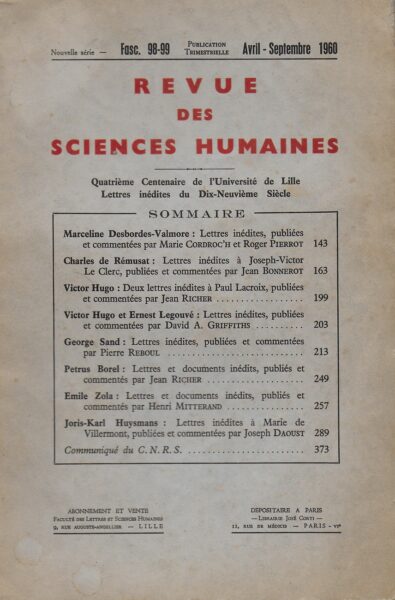 Nouvelle série — Fasc. 98-99 PUBLICATION TRIMESTRIELLE Avril - Septembre 1960
REVUE
DES
SCIENCES HUMAINES
Quatrième Centenaire de l'Université de Lille
Lettres inédites du Dix-Neuvième Siècle
SOMMAIRE
Marceline Desbordes-Valmore : Lettres inédites, publiées
et commentées par Marie CORDROC'H et Roger PIERROT 143
Charles de Rémusat : Lettres inédites à Joseph-Victor
Le Clerc, publiées et commentées par Jean BONNEROT 163
Victor Hugo : Deux lettres inédites à Paul Lacroix, publiées
et commentées par Jean RICHER .................. 199
Victor Hugo et Ernest Legouvé : Lettres inédites, publiées
et commentées par David A. GRIFFITHS .......... 203
George Sand : Lettres inédites, publiées et commentées
par Pierre REBOUL ............................ 213
Petrus Borel : Lettres et documents inédits, publiés et
commentés par Jean RICHER .................... 249
Emile Zola : Lettres et documents inédits, publiés et
commentés par Henri MITTERAND ................ 257
Joris-Karl Huysmans : Lettres inédites à Marie de
Villermont, publiées et commentées par Joseph DAOUST 289
Communiqué du C.N.R.S. ........................ 373
ABONNEMENT ET VENTE
FACULTÉ DES LETTRES ET SCIENCES HUMAINES
9, RUE AUGUSTE-ANGELLIER — LILLE
DÉPOSITAIRE A PARIS
—LIBRAIRIE JOSÉ CORTI—
11, RUE DE MÉDICIS — PARIS - VIe